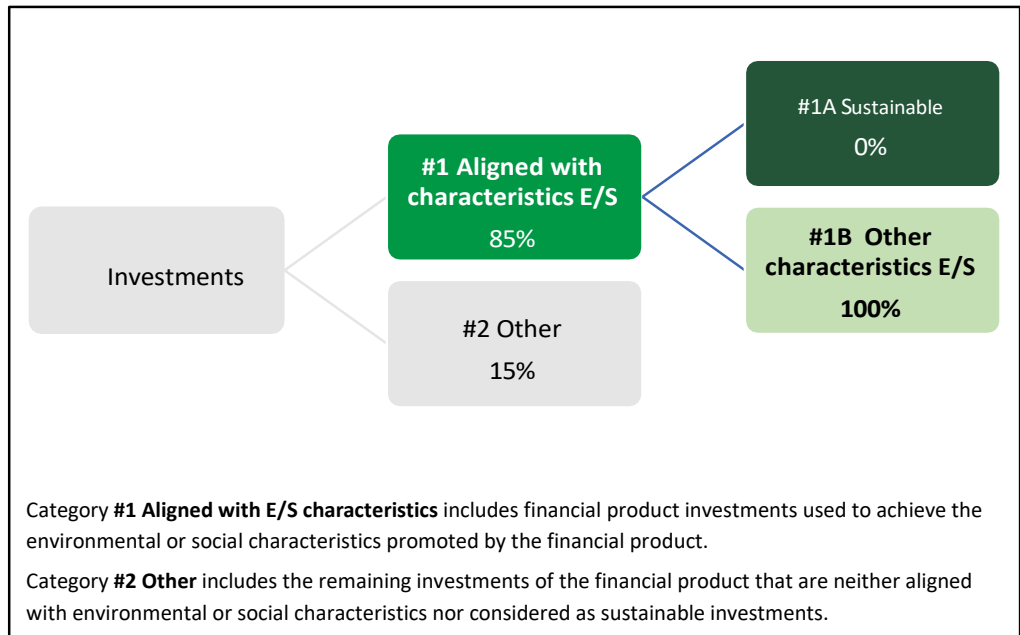 #1A Sustainable
0%
#1 Aligned with
characteristics E/S
85%
#1B Other
characteristics E/S
100%
Investments
#2 Other
15%
Category #1 Aligned with E/S characteristics includes financial product investments used to achieve the
environmental or social characteristics promoted by the financial product.
Category #2 Other includes the remaining investments of the financial product that are neither aligned
with environmental or social characteristics nor considered as sustainable investments.